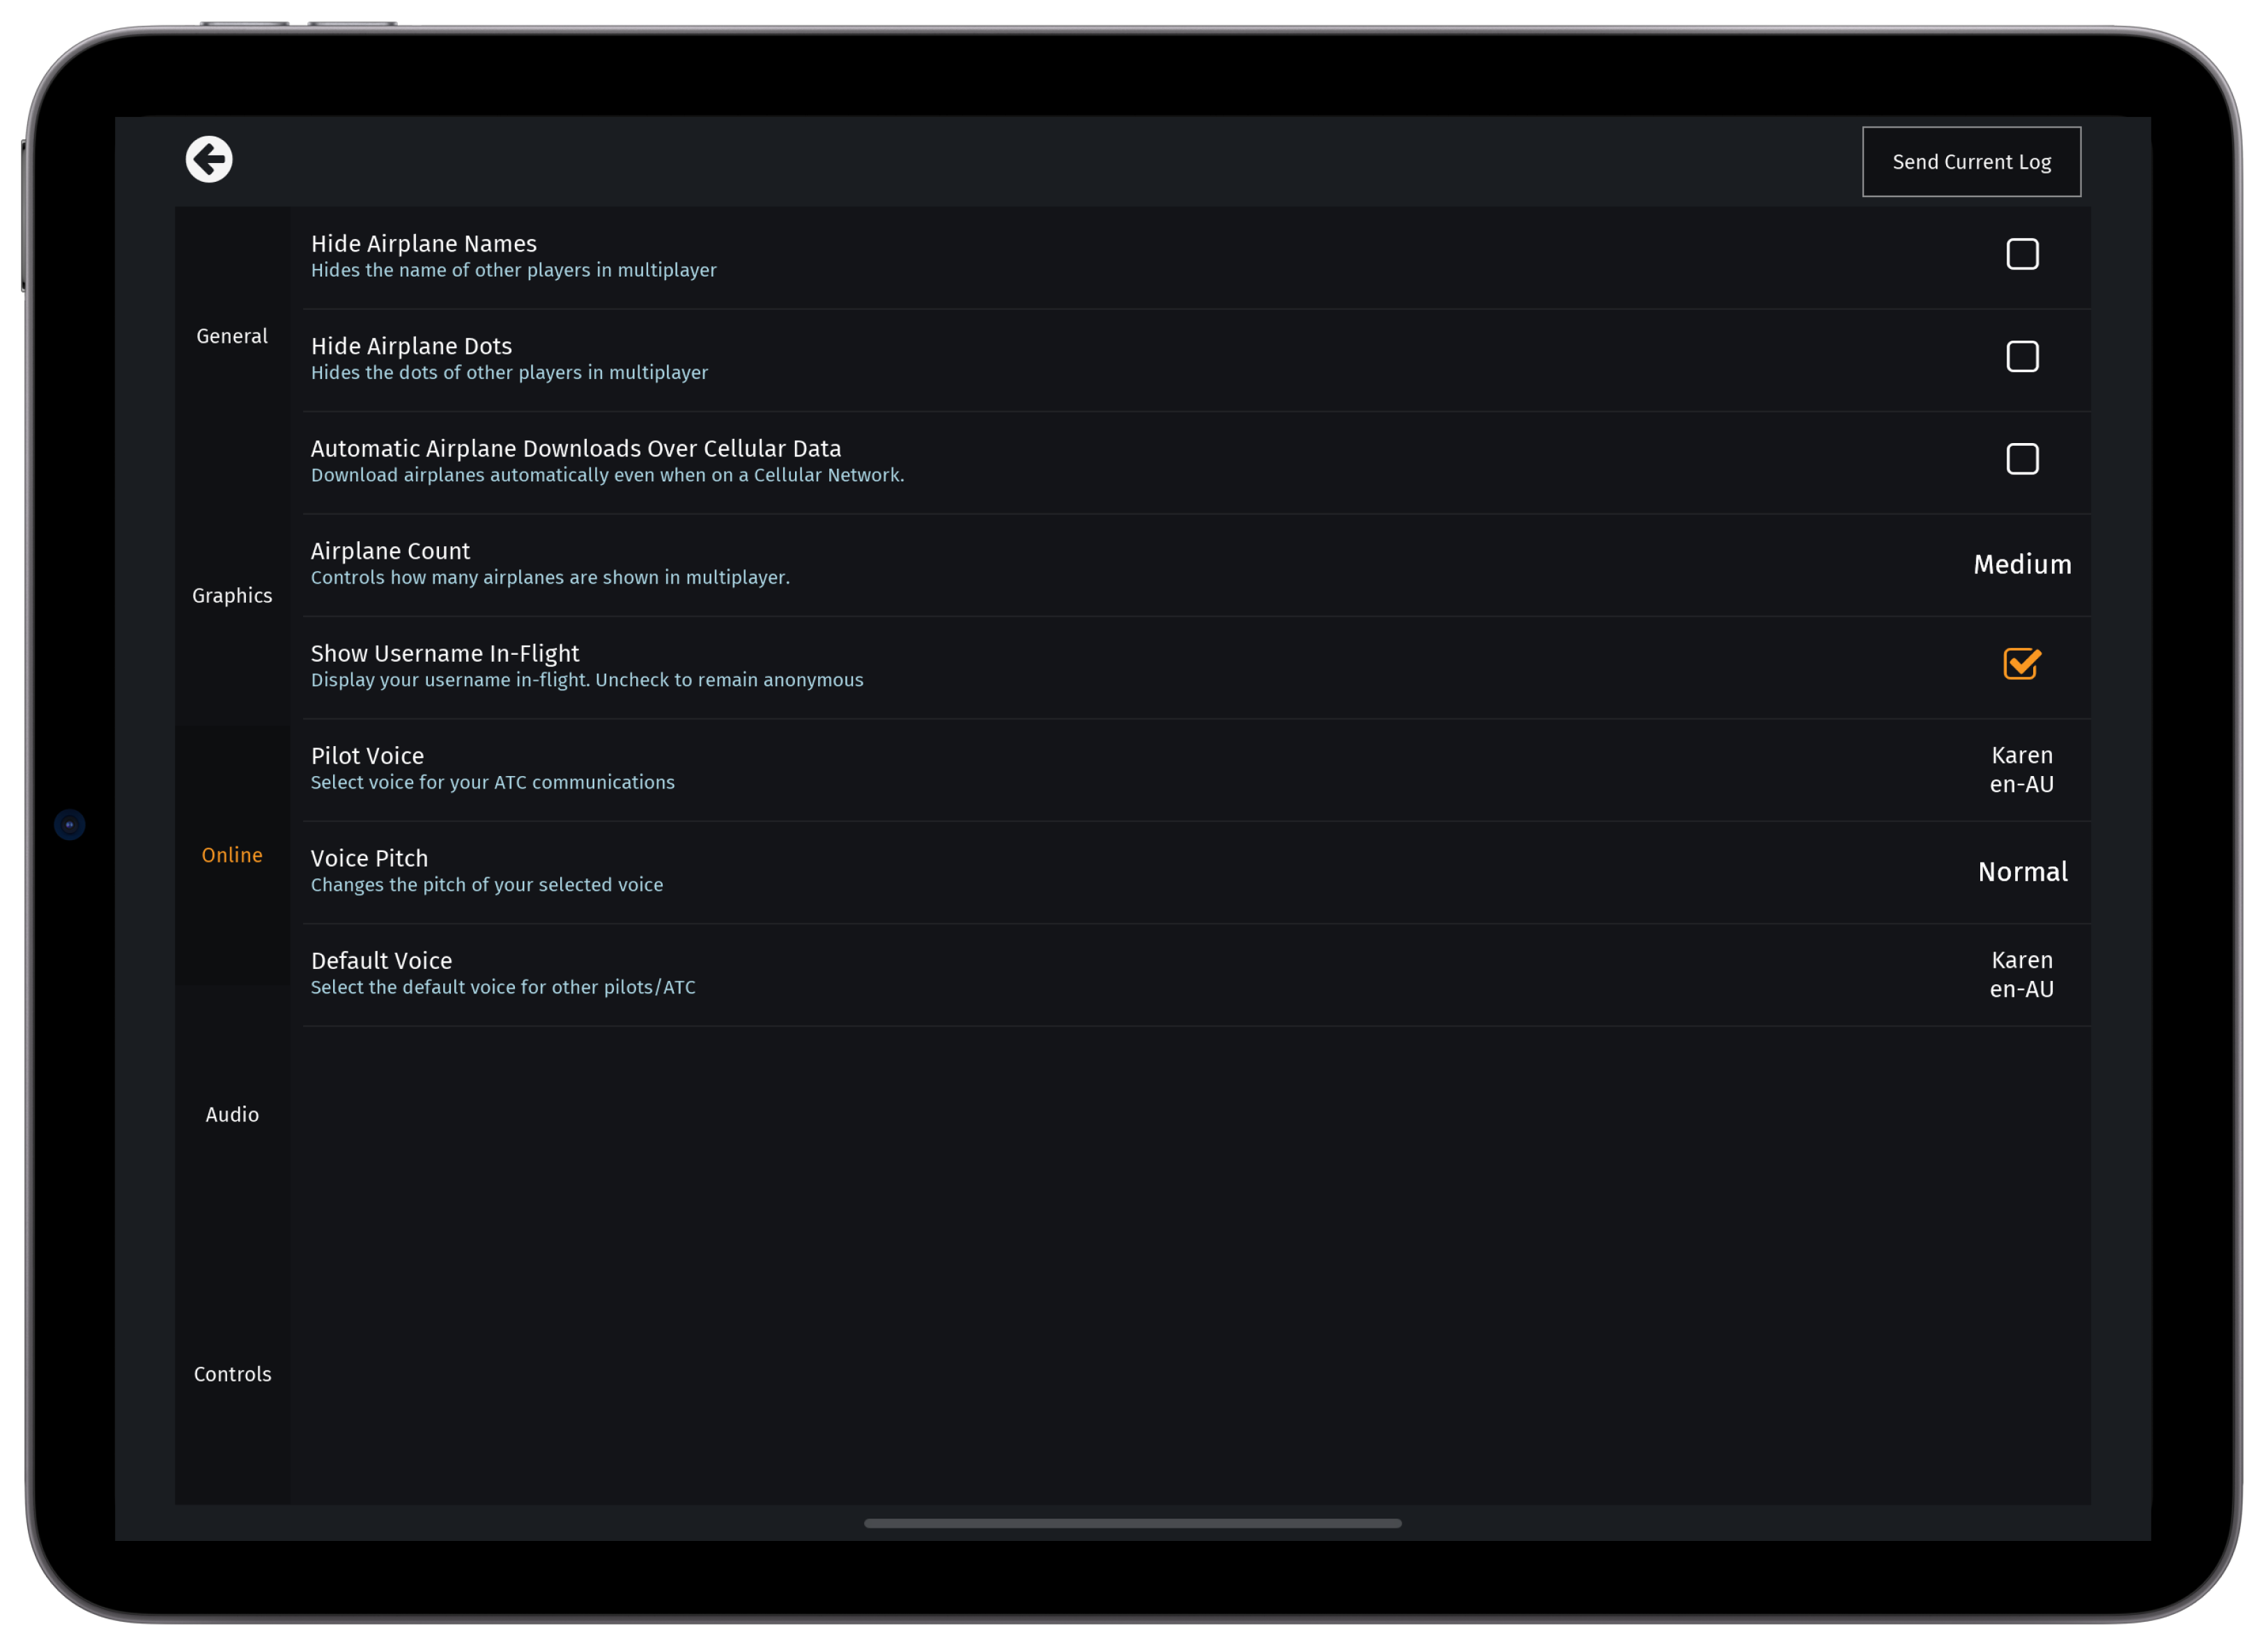 Send Current Log
General
Graphics
Online
Audio
Controls
Hide Airplane Names
Hides the name of other players in multiplayer
Hide Airplane Dots
Hides the dots of other players in multiplayer
Automatic Airplane Downloads Over Cellular Data
Download airplanes automatically even when on a Cellular Network.
Airplane Count
Controls how many airplanes are shown in multiplayer.
Medium
Show Username In-Flight
Display your username in-flight. Uncheck to remain anonymous
Pilot Voice
Select voice for your ATC communications
Karen
en-AU
Voice Pitch
Changes the pitch of your selected voice
Normal
Default Voice
Select the default voice for other pilots/ATC
Karen
en-AU